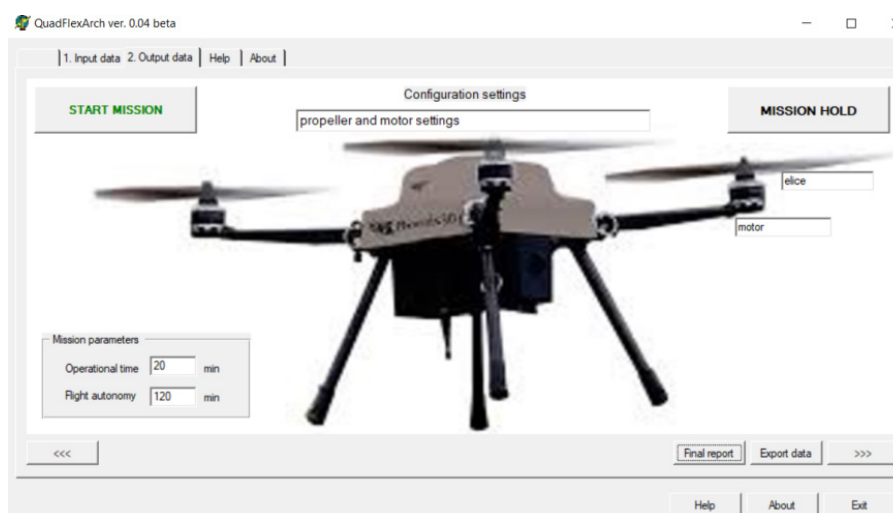 QuadFlexArch ver. 0.04 beta
1. Input data 2. Output data Help About
START MISSION
Configuration settings
propeller and motor settings
MISSION HOLD
elice
motor
Mission parameters
Operational time 20 min
Flight autonomy 120 min
<<< Final report Export data >>>
Help About Exit